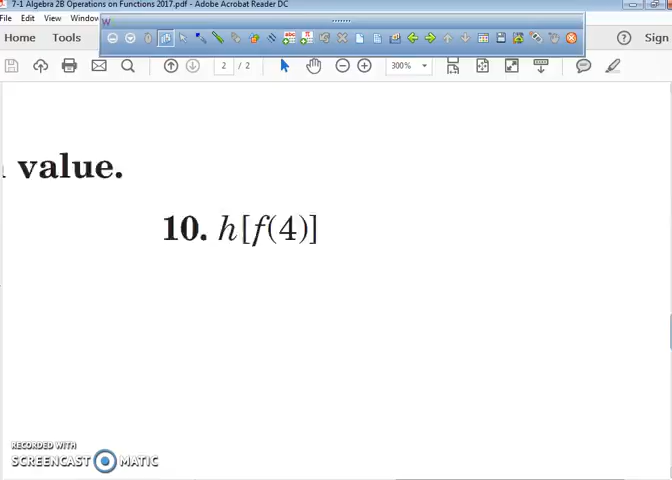 7-1 Algebra 2B Operations on Functions 2017.pdf - Adobe Acrobat Reader DC
File Edit View Window
Home Tools
Sign
2 / 2
300%
value.
10. h[f(4)]
RECORDED WITH
SCREENCAST MATIC